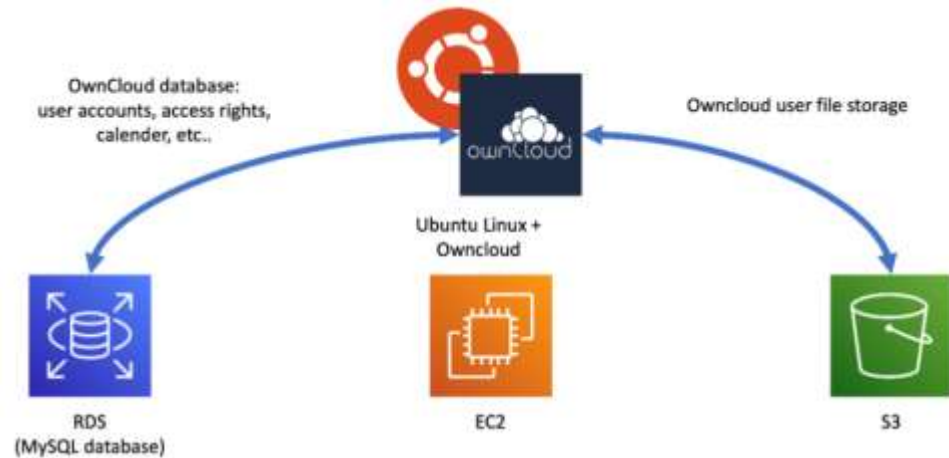 OwnCloud database:
user accounts, access rights,
calender, etc..
Owncloud user file storage
ownCloud
Ubuntu Linux +
Owncloud
RDS
(MySQL database)
EC2
S3